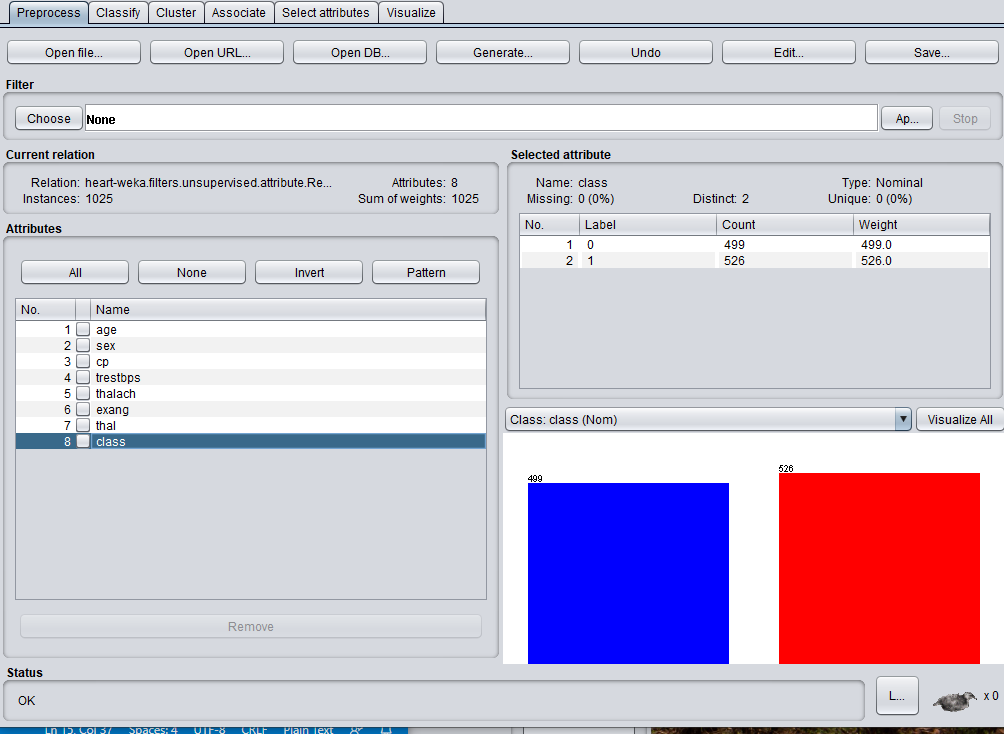 Preprocess Classify Cluster Associate Select attributes Visualize
Open file... Open URL... Open DB... Generate... Undo Edit... Save...
Filter
Choose None Ap... Stop
Current relation
Relation: heart-weka.filters.unsupervised.attribute.Re... Attributes: 8
Instances: 1025 Sum of weights: 1025
Attributes
All None Invert Pattern
No. Name
1 age
2 sex
3 cp
4 trestbps
5 thalach
6 exang
7 thal
8 class
Remove
Selected attribute
Name: class Type: Nominal
Missing: 0 (0%) Distinct: 2 Unique: 0 (0%)
No. Label Count Weight
1 0 499 499.0
2 1 526 526.0
Class: class (Nom) Visualize All
499
526
Status
OK L... x 0
Ln 15, Col 37 Spaces: 4 UTF-8 CRLF Plain Text